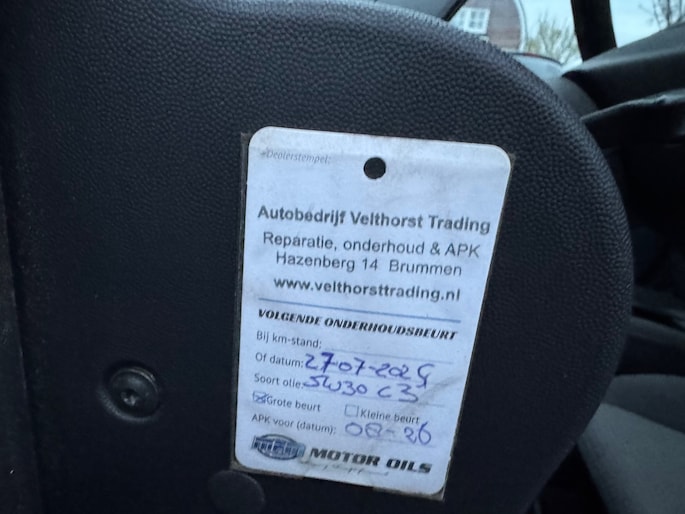 Dealerstempel:
Autobedrijf Velthorst Trading
Reparatie, onderhoud & APK
Hazenberg 14 Brummen
www.velthorsttrading.nl
VOLGENDE ONDERHOUDSBEURT
Bij km-stand:
Of datum: 27-07-2025
Soort olie: 5W30 C3
Grote beurt Kleine beurt
APK voor (datum): 08-26
MOTOR OILS